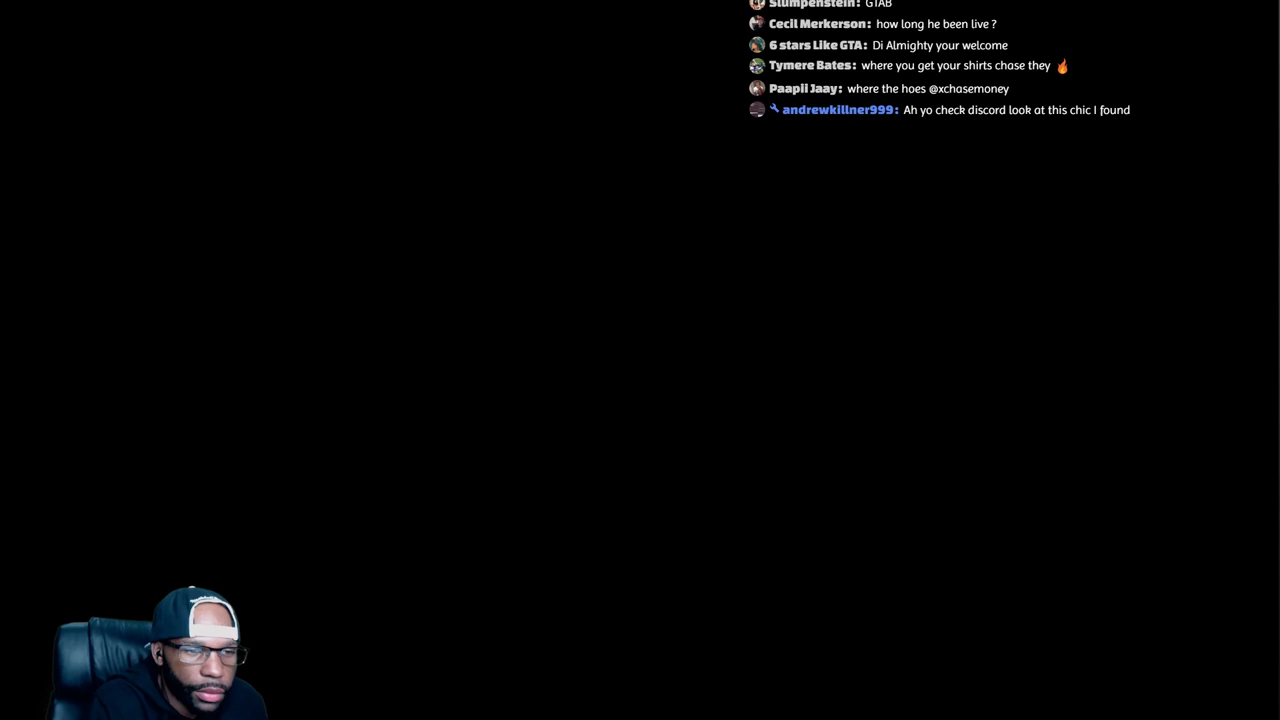 Slumpenstein: GTAB
Cecil Merkerson: how long he been live ?
6 stars Like GTA: Di Almighty your welcome
Tymere Bates: where you get your shirts chase they 🔥
Paapii Jaay: where the hoes @xchasemoney
andrewkillner999: Ah yo check discord look at this chic I found